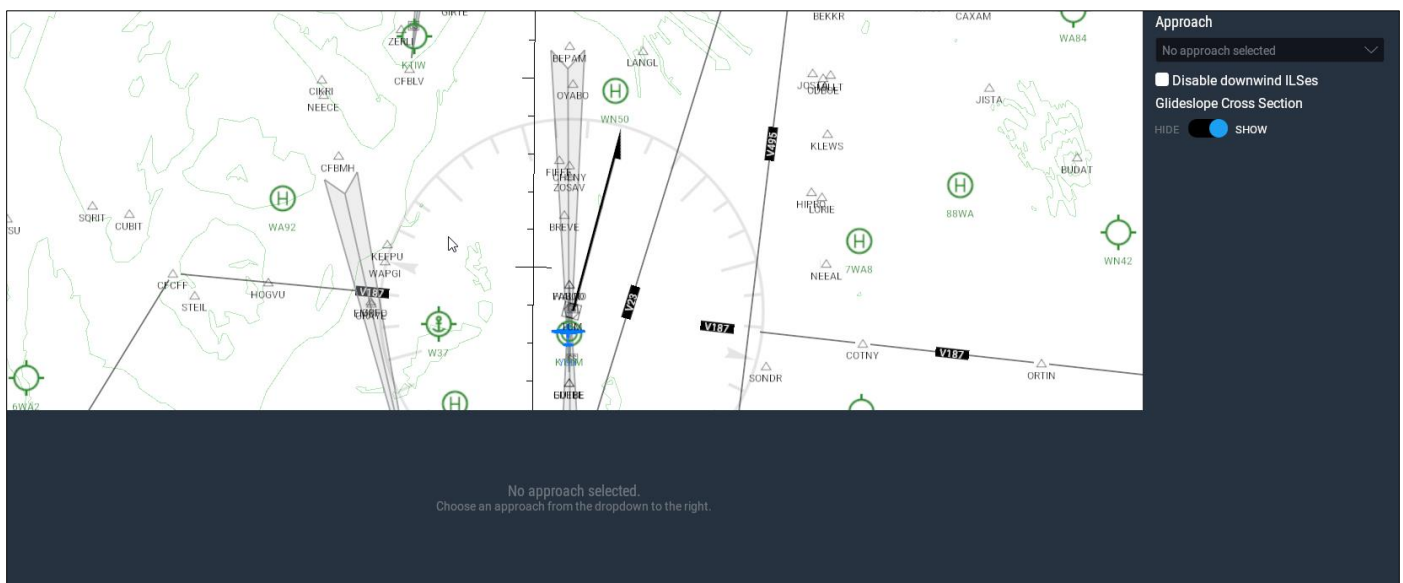 Approach
No approach selected
Disable downwind ILSes
Glideslope Cross Section
HIDE SHOW
BEKKR
CAXAM
WA84
KTIW
CFBLV
BEPAM
LANGL
OYABO
WN50
CIKRI
NEECE
JISTA
V495
KLEWS
BUDAT
CFBMH
ZOSAV
WA92
SQRIT
CUBIT
BREVE
88WA
7WA8
WN42
KEEPU
WAPGI
NEEAL
CFCFF
HOGVU
STEIL
V187
V23
V187
W37
COTNY
V187
SONDR
ORTIN
6WA2
No approach selected.
Choose an approach from the dropdown to the right.